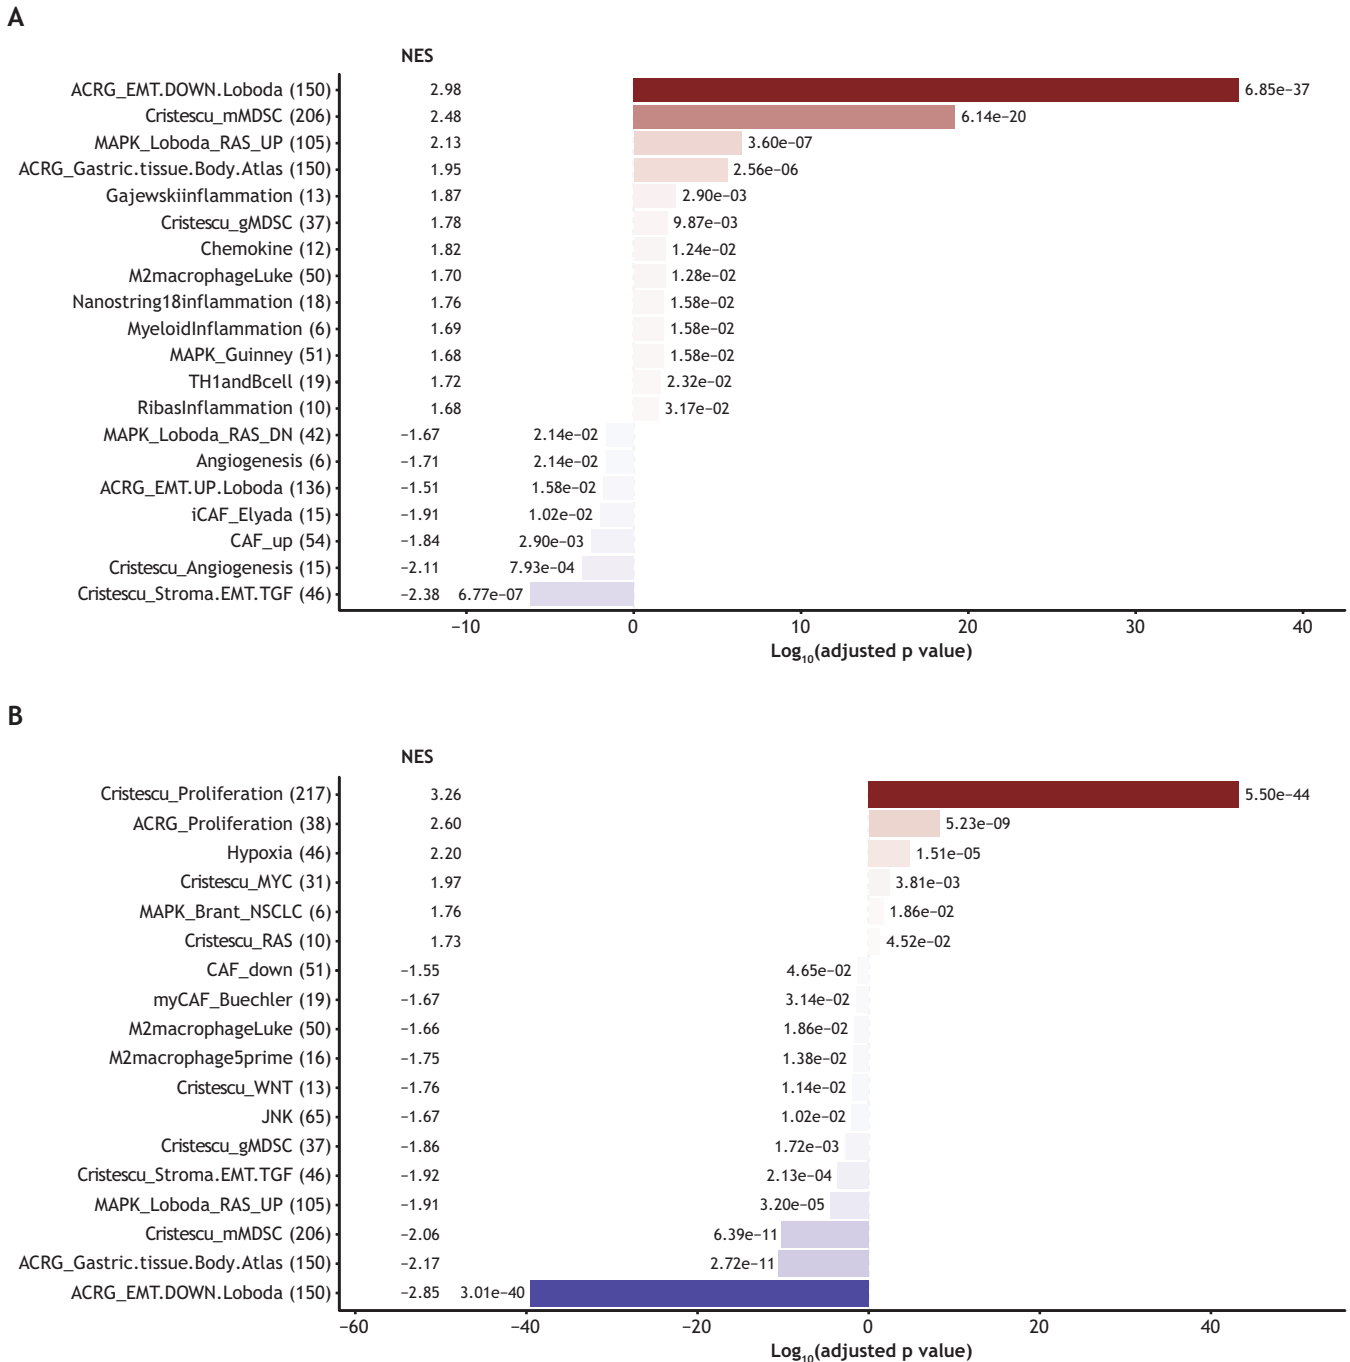 A
NES
ACRG_EMT.DOWN.Loboda (150) 2.98 6.85e−37
Cristescu_mMDSC (206) 2.48 6.14e−20
MAPK_Loboda_RAS_UP (105) 2.13 3.60e−07
ACRG_Gastric.tissue.Body.Atlas (150) 1.95 2.56e−06
Gajewskiinflammation (13) 1.87 2.90e−03
Cristescu_gMDSC (37) 1.78 9.87e−03
Chemokine (12) 1.82 1.24e−02
M2macrophageLuke (50) 1.70 1.28e−02
Nanostring18inflammation (18) 1.76 1.58e−02
MyeloidInflammation (6) 1.69 1.58e−02
MAPK_Guinney (51) 1.68 1.58e−02
TH1andBcell (19) 1.72 2.32e−02
RibasInflammation (10) 1.68 3.17e−02
MAPK_Loboda_RAS_DN (42) −1.67 2.14e−02
Angiogenesis (6) −1.71 2.14e−02
ACRG_EMT.UP.Loboda (136) −1.51 1.58e−02
iCAF_Elyada (15) −1.91 1.02e−02
CAF_up (54) −1.84 2.90e−03
Cristescu_Angiogenesis (15) −2.11 7.93e−04
Cristescu_Stroma.EMT.TGF (46) −2.38 6.77e−07
−10 0 10 20 30 40
Log₁₀(adjusted p value)
B
NES
Cristescu_Proliferation (217) 3.26 5.50e−44
ACRG_Proliferation (38) 2.60 5.23e−09
Hypoxia (46) 2.20 1.51e−05
Cristescu_MYC (31) 1.97 3.81e−03
MAPK_Brant_NSCLC (6) 1.76 1.86e−02
Cristescu_RAS (10) 1.73 4.52e−02
CAF_down (51) −1.55 4.65e−02
myCAF_Buechler (19) −1.67 3.14e−02
M2macrophageLuke (50) −1.66 1.86e−02
M2macrophage5prime (16) −1.75 1.38e−02
Cristescu_WNT (13) −1.76 1.14e−02
JNK (65) −1.67 1.02e−02
Cristescu_gMDSC (37) −1.86 1.72e−03
Cristescu_Stroma.EMT.TGF (46) −1.92 2.13e−04
MAPK_Loboda_RAS_UP (105) −1.91 3.20e−05
Cristescu_mMDSC (206) −2.06 6.39e−11
ACRG_Gastric.tissue.Body.Atlas (150) −2.17 2.72e−11
ACRG_EMT.DOWN.Loboda (150) −2.85 3.01e−40
−60 −40 −20 0 20 40
Log₁₀(adjusted p value)